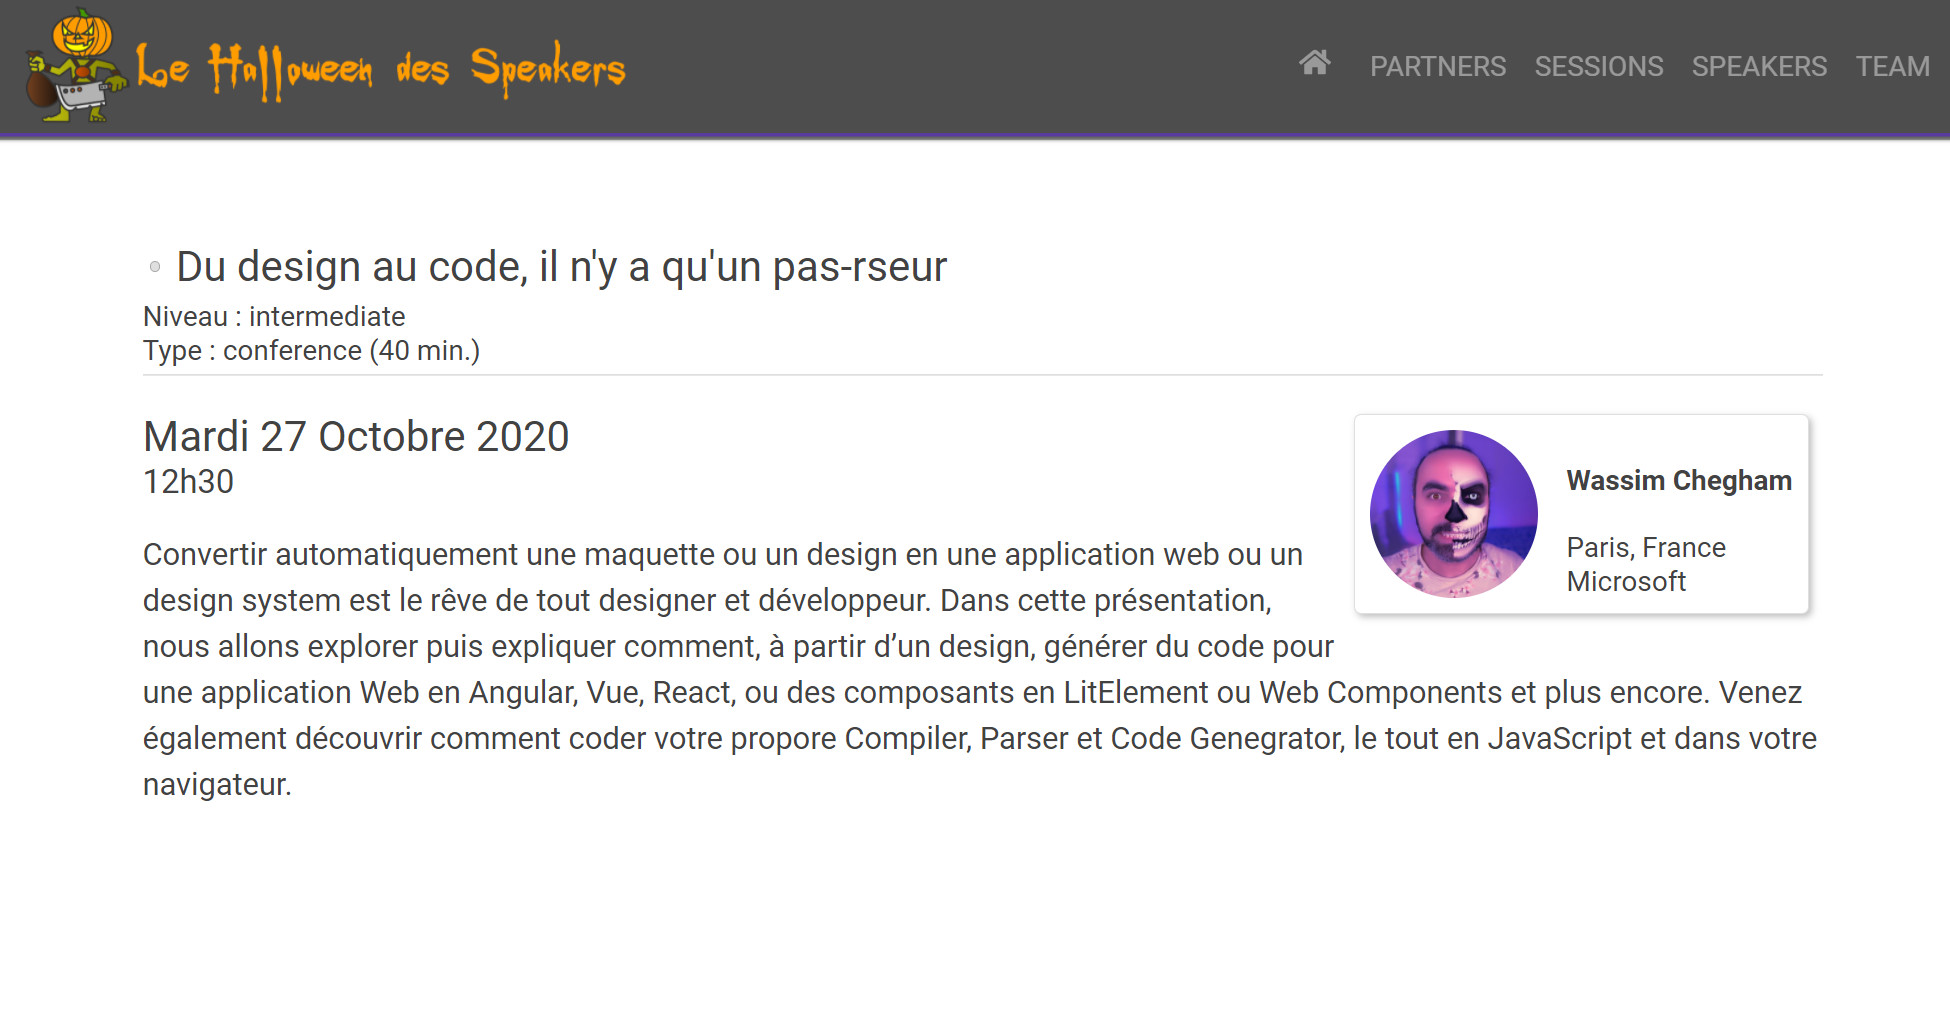 Le Halloween des Speakers
PARTNERS SESSIONS SPEAKERS TEAM
Du design au code, il n'y a qu'un pas-rseur
Niveau : intermediate
Type : conference (40 min.)
Mardi 27 Octobre 2020
12h30
Wassim Chegham
Paris, France
Microsoft
Convertir automatiquement une maquette ou un design en une application web ou un
design system est le rêve de tout designer et développeur. Dans cette présentation,
nous allons explorer puis expliquer comment, à partir d’un design, générer du code pour
une application Web en Angular, Vue, React, ou des composants en LitElement ou Web Components et plus encore. Venez
également découvrir comment coder votre propore Compiler, Parser et Code Genegrator, le tout en JavaScript et dans votre
navigateur.